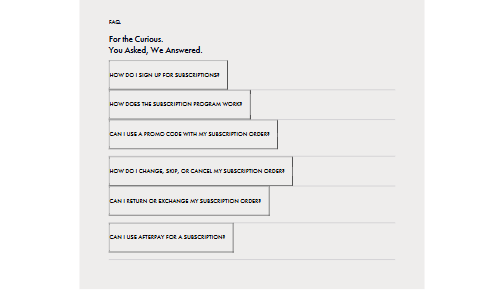 FAQ.
For the Curious.
You Asked, We Answered.
HOW DO I SIGN UP FOR SUBSCRIPTIONS?
HOW DOES THE SUBSCRIPTION PROGRAM WORK?
CAN I USE A PROMO CODE WITH MY SUBSCRIPTION ORDER?
HOW DO I CHANGE, SKIP, OR CANCEL MY SUBSCRIPTION ORDER?
CAN I RETURN OR EXCHANGE MY SUBSCRIPTION ORDER?
CAN I USE AFTERPAY FOR A SUBSCRIPTION?